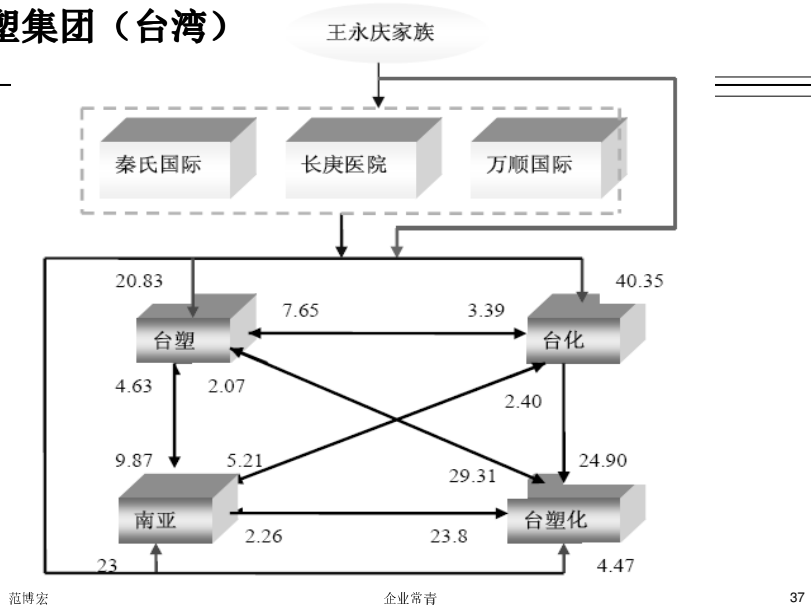 塑集团（台湾）
王永庆家族
秦氏国际
长庚医院
万顺国际
20.83
40.35
7.65
3.39
台塑
台化
4.63
2.07
2.40
9.87
5.21
29.31
24.90
南亚
台塑化
2.26
23.8
23
4.47
范博宏
企业常青
37